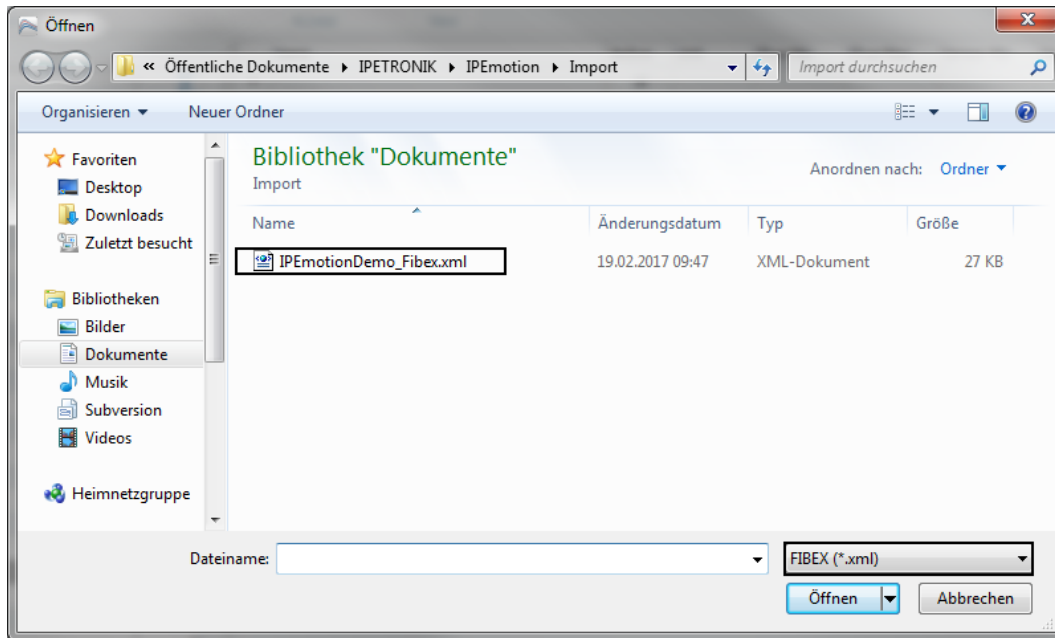 Öffnen
« Öffentliche Dokumente ▸ IPETRONIK ▸ IPEmotion ▸ Import
Import durchsuchen
Organisieren
Neuer Ordner
Favoriten
Desktop
Downloads
Zuletzt besucht
Bibliotheken
Bilder
Dokumente
Musik
Subversion
Videos
Heimnetzgruppe
Bibliothek "Dokumente"
Import
Anordnen nach: Ordner
Name Änderungsdatum Typ Größe
IPEmotionDemo_Fibex.xml 19.02.2017 09:47 XML-Dokument 27 KB
Dateiname:
FIBEX (*.xml)
Öffnen Abbrechen